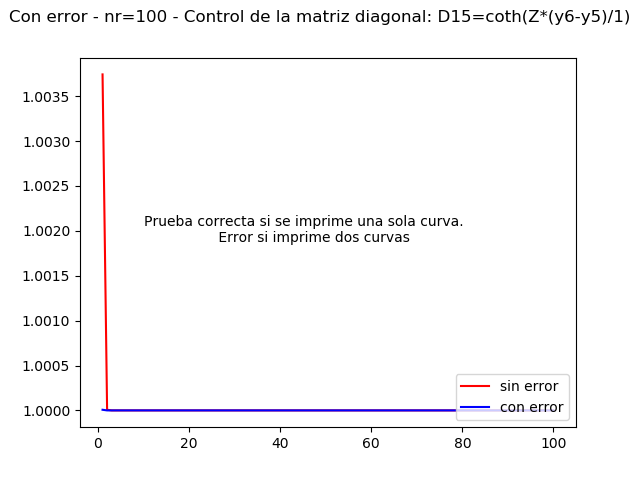 Con error - nr=100 - Control de la matriz diagonal: D15=coth(Z*(y6-y5)/1)
1.0035
1.0030
1.0025
1.0020
1.0015
1.0010
1.0005
1.0000
Prueba correcta si se imprime una sola curva.
Error si imprime dos curvas
sin error
con error
0 20 40 60 80 100